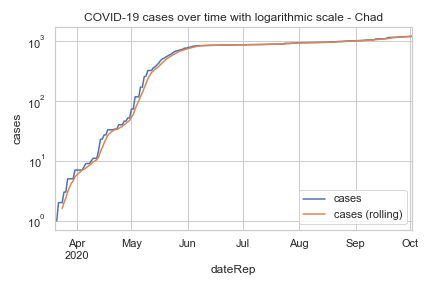 COVID-19 cases over time with logarithmic scale - Chad
cases
10³
10²
10¹
10⁰
cases
cases (rolling)
Apr
2020
May
Jun
Jul
Aug
Sep
Oct
dateRep